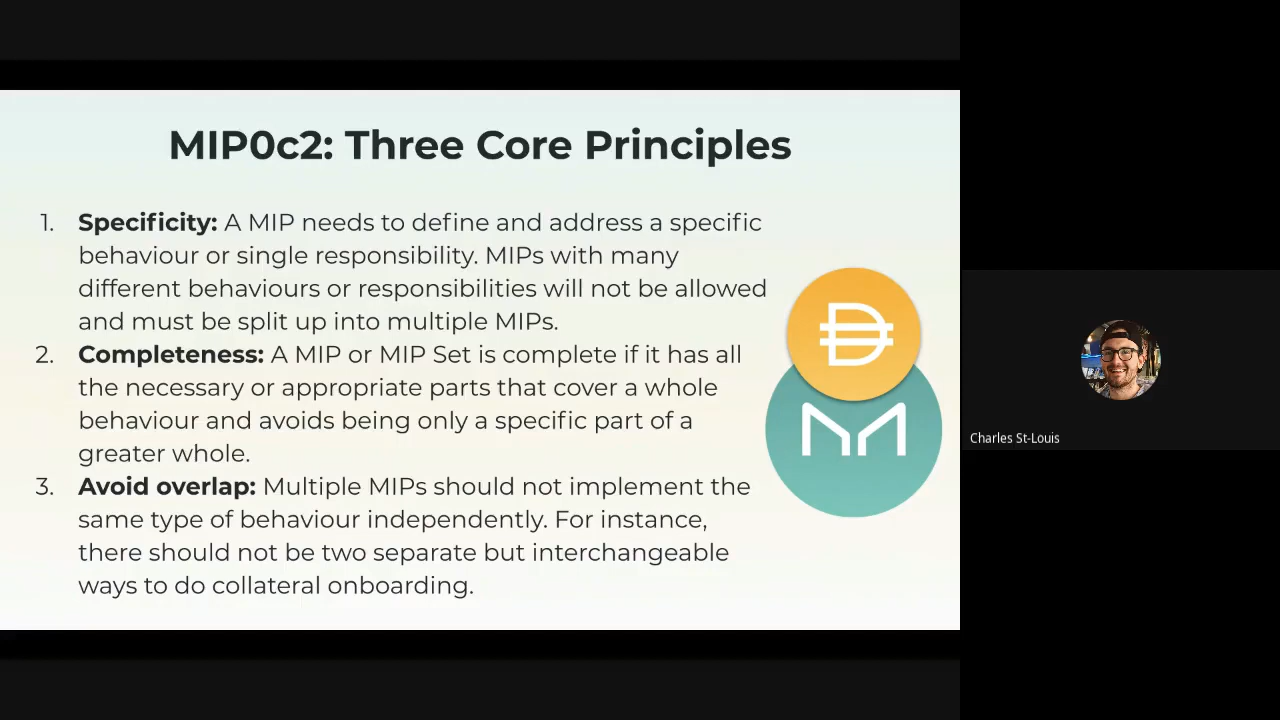 MIP0c2: Three Core Principles
1. Specificity: A MIP needs to define and address a specific
behaviour or single responsibility. MIPs with many
different behaviours or responsibilities will not be allowed
and must be split up into multiple MIPs.
2. Completeness: A MIP or MIP Set is complete if it has all
the necessary or appropriate parts that cover a whole
behaviour and avoids being only a specific part of a
greater whole.
3. Avoid overlap: Multiple MIPs should not implement the
same type of behaviour independently. For instance,
there should not be two separate but interchangeable
ways to do collateral onboarding.
Charles St-Louis